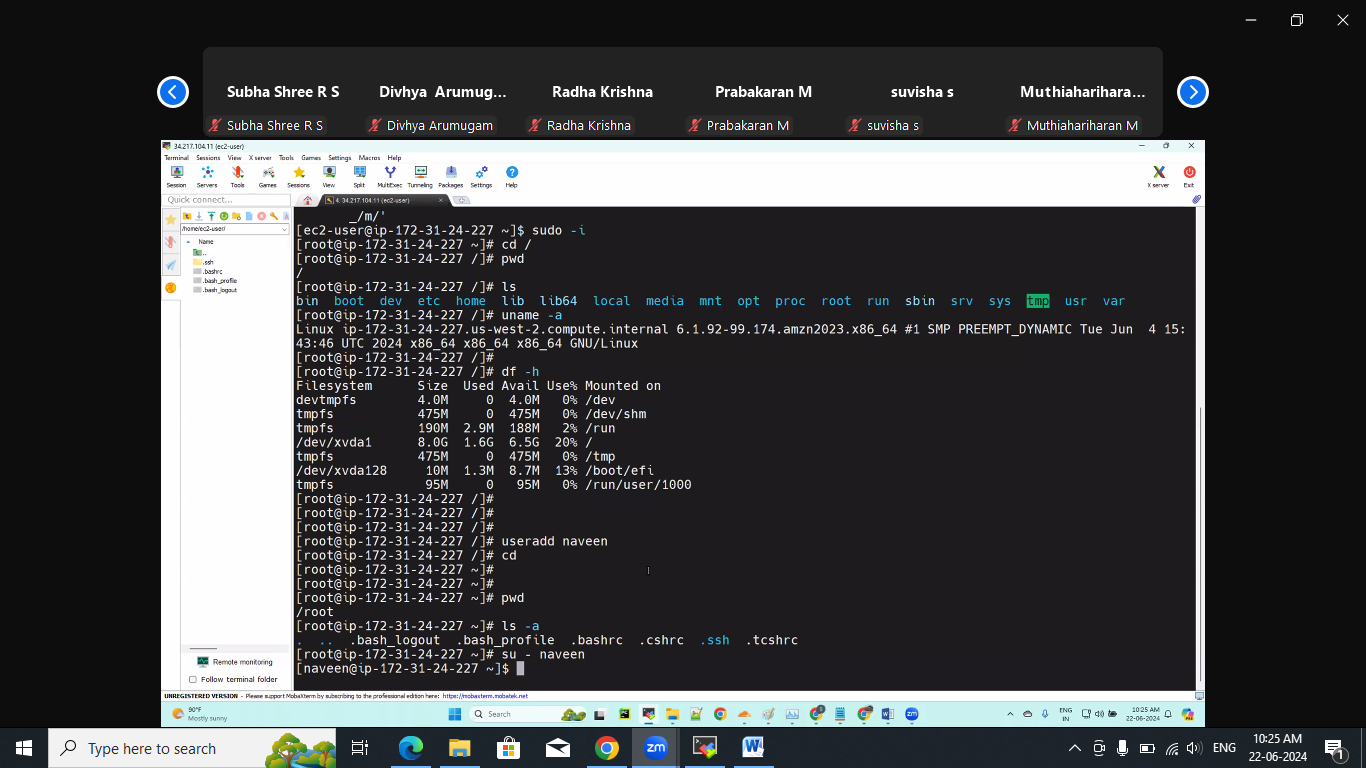 Subha Shree R S
Divhya Arumug...
Radha Krishna
Prabakaran M
suvisha s
Muthiaharihara...
Subha Shree R S
Divhya Arumugam
Radha Krishna
Prabakaran M
suvisha s
Muthiahariharan M
34.217.104.11 (ec2-user)
Terminal Sessions View X server Tools Games Settings Macros Help
Session Servers Tools Games Sessions View Split MultiExec Tunneling Packages Settings Help
X server Exit
Quick connect...
4. 34.217.104.11 (ec2-user)
/home/ec2-user/
Name
..
.ssh
.bashrc
.bash_profile
.bash_logout
Remote monitoring
Follow terminal folder
_/m/'
[ec2-user@ip-172-31-24-227 ~]$ sudo -i
[root@ip-172-31-24-227 ~]# cd /
[root@ip-172-31-24-227 /]# pwd
/
[root@ip-172-31-24-227 /]# ls
bin boot dev etc home lib lib64 local media mnt opt proc root run sbin srv sys tmp usr var
[root@ip-172-31-24-227 /]# uname -a
Linux ip-172-31-24-227.us-west-2.compute.internal 6.1.92-99.174.amzn2023.x86_64 #1 SMP PREEMPT_DYNAMIC Tue Jun  4 15:
43:46 UTC 2024 x86_64 x86_64 x86_64 GNU/Linux
[root@ip-172-31-24-227 /]#
[root@ip-172-31-24-227 /]# df -h
Filesystem      Size  Used Avail Use% Mounted on
devtmpfs        4.0M     0  4.0M   0% /dev
tmpfs           475M     0  475M   0% /dev/shm
tmpfs           190M  2.9M  188M   2% /run
/dev/xvda1      8.0G  1.6G  6.5G  20% /
tmpfs           475M     0  475M   0% /tmp
/dev/xvda128     10M  1.3M  8.7M  13% /boot/efi
tmpfs            95M     0   95M   0% /run/user/1000
[root@ip-172-31-24-227 /]#
[root@ip-172-31-24-227 /]#
[root@ip-172-31-24-227 /]#
[root@ip-172-31-24-227 /]# useradd naveen
[root@ip-172-31-24-227 /]# cd
[root@ip-172-31-24-227 ~]#
[root@ip-172-31-24-227 ~]#
[root@ip-172-31-24-227 ~]# pwd
/root
[root@ip-172-31-24-227 ~]# ls -a
. .. .bash_logout .bash_profile .bashrc .cshrc .ssh .tcshrc
[root@ip-172-31-24-227 ~]# su - naveen
[naveen@ip-172-31-24-227 ~]$
UNREGISTERED VERSION - Please support MobaXterm by subscribing to the professional edition here: https://mobaxterm.mobatek.net
90°F
Mostly sunny
Search
ENG
IN
10:25 AM
22-06-2024
Type here to search
ENG
10:25 AM
22-06-2024
1